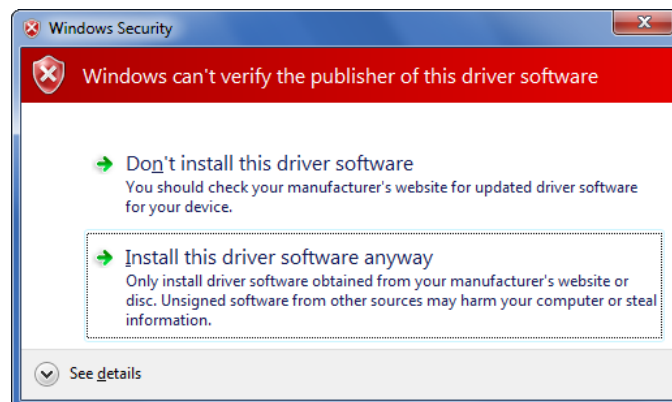 Windows Security
Windows can't verify the publisher of this driver software
Don't install this driver software
You should check your manufacturer's website for updated driver software
for your device.
Install this driver software anyway
Only install driver software obtained from your manufacturer's website or
disc. Unsigned software from other sources may harm your computer or steal
information.
See details